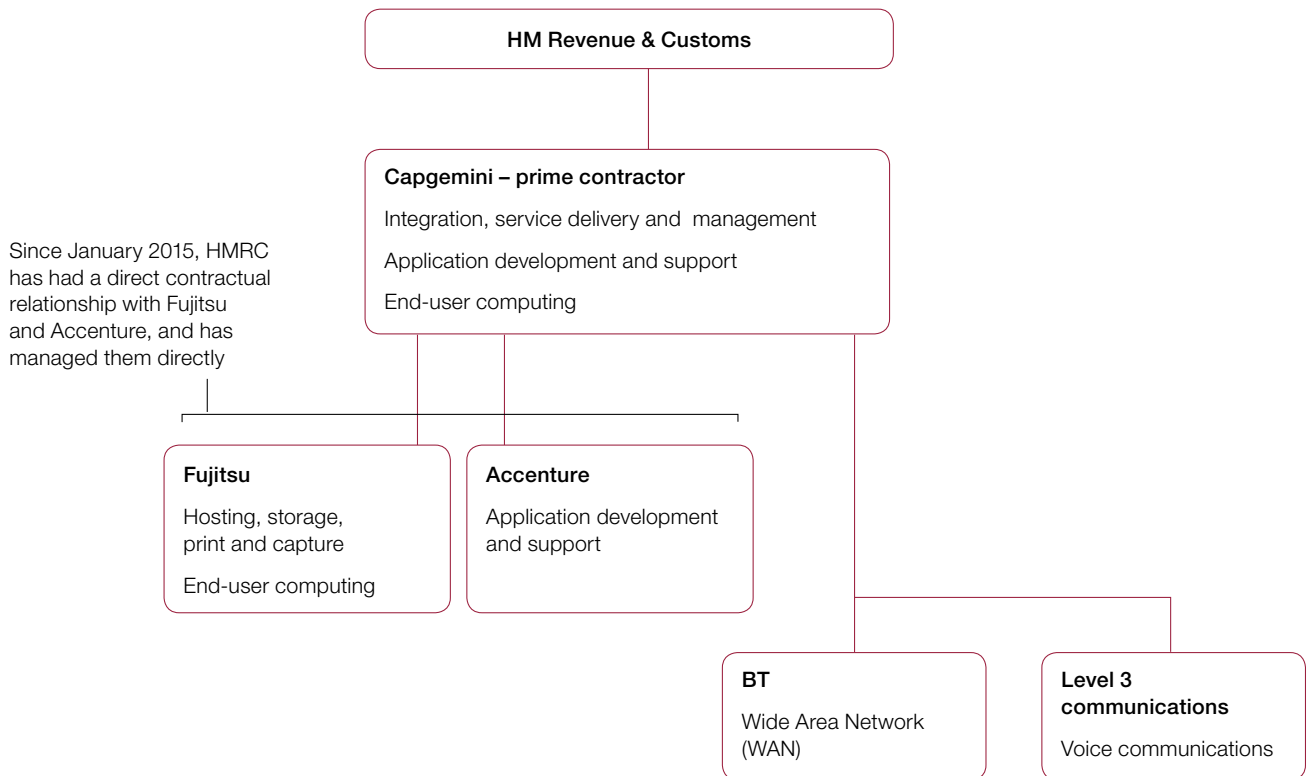 HM Revenue & Customs
Capgemini – prime contractor
Integration, service delivery and management
Application development and support
End-user computing
Since January 2015, HMRC
has had a direct contractual
relationship with Fujitsu
and Accenture, and has
managed them directly
Fujitsu
Hosting, storage,
print and capture
End-user computing
Accenture
Application development
and support
BT
Wide Area Network
(WAN)
Level 3
communications
Voice communications